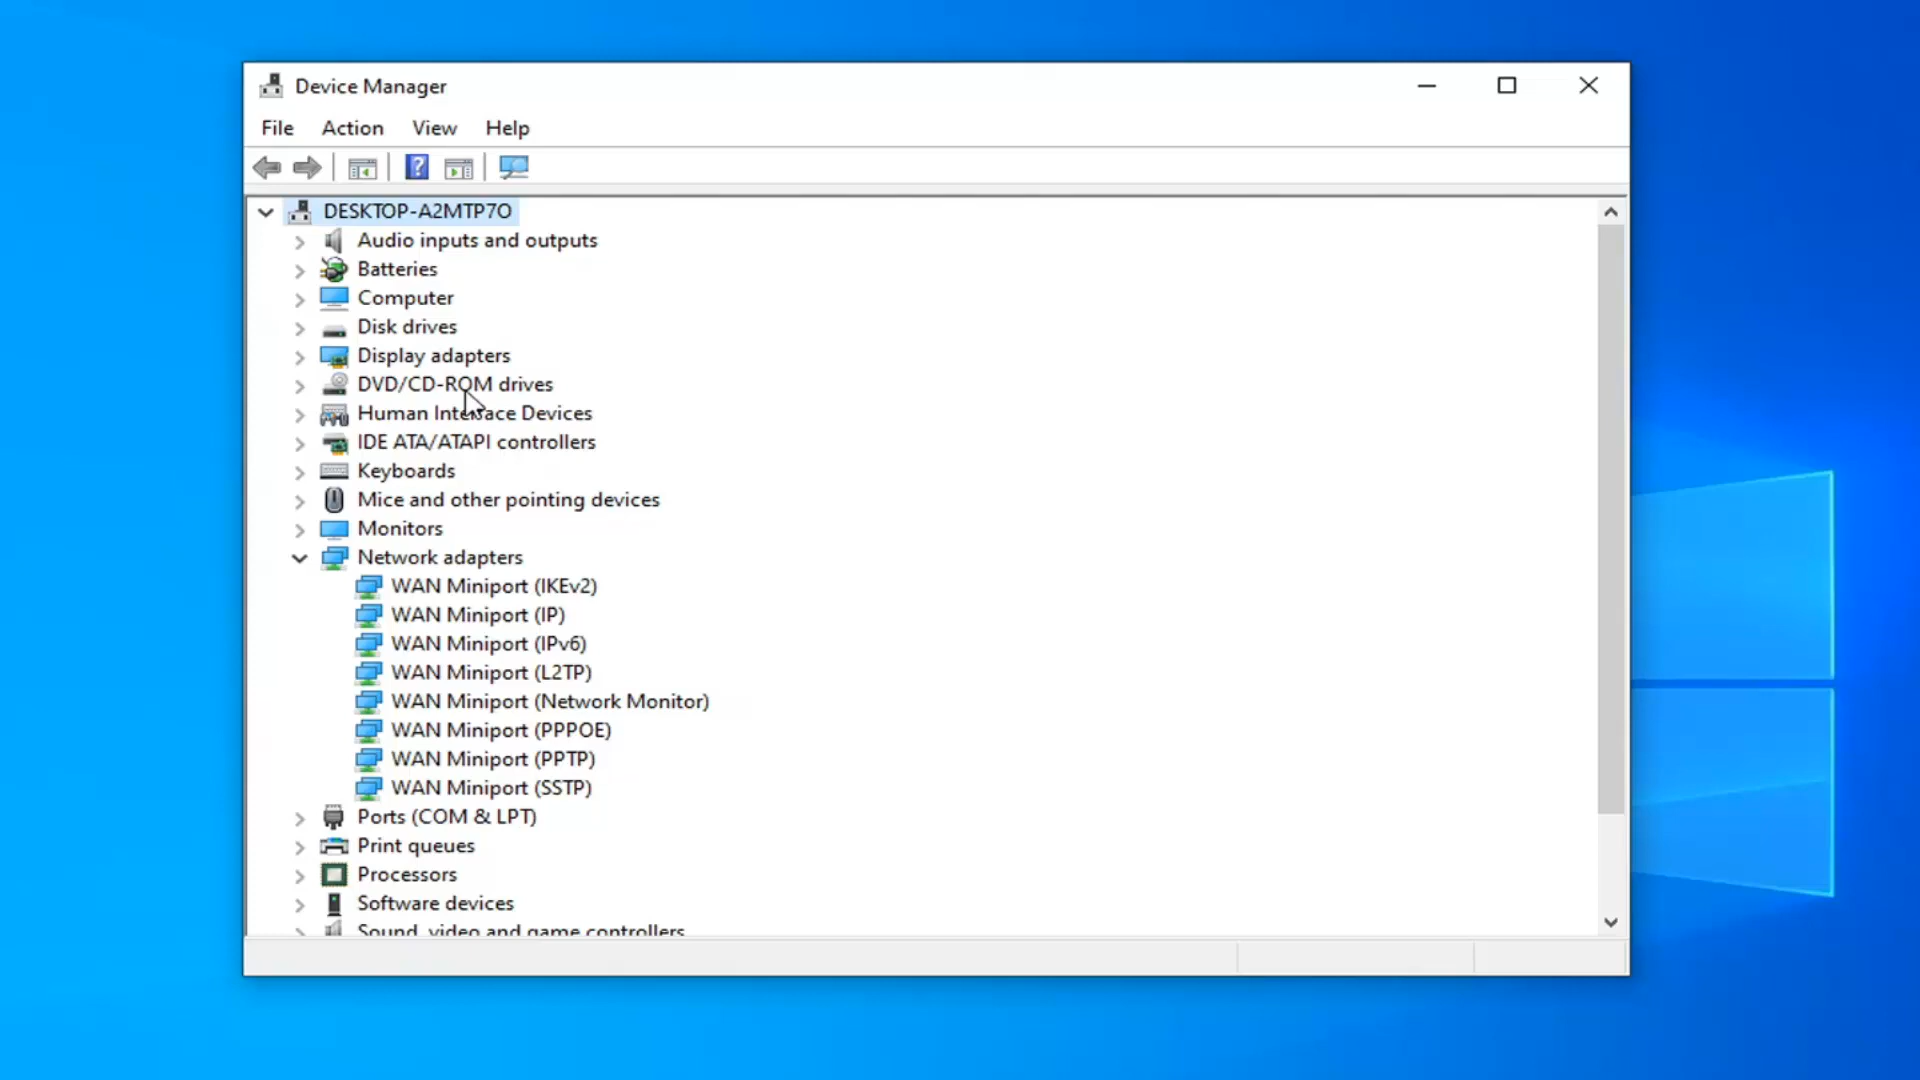 Device Manager
File Action View Help
DESKTOP-A2MTP7O
Audio inputs and outputs
Batteries
Computer
Disk drives
Display adapters
DVD/CD-ROM drives
Human Interface Devices
IDE ATA/ATAPI controllers
Keyboards
Mice and other pointing devices
Monitors
Network adapters
WAN Miniport (IKEv2)
WAN Miniport (IP)
WAN Miniport (IPv6)
WAN Miniport (L2TP)
WAN Miniport (Network Monitor)
WAN Miniport (PPPOE)
WAN Miniport (PPTP)
WAN Miniport (SSTP)
Ports (COM & LPT)
Print queues
Processors
Software devices
Sound, video and game controllers